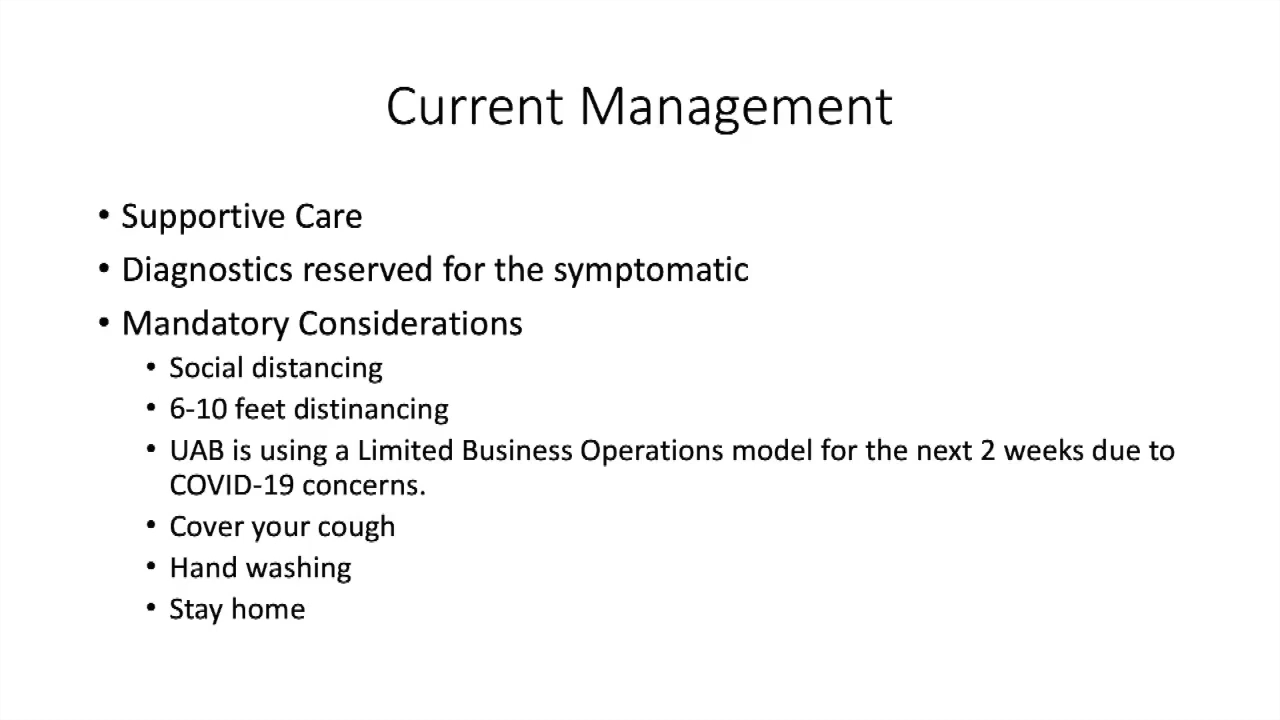 Current Management
• Supportive Care
• Diagnostics reserved for the symptomatic
• Mandatory Considerations
• Social distancing
• 6-10 feet distinancing
• UAB is using a Limited Business Operations model for the next 2 weeks due to
COVID-19 concerns.
• Cover your cough
• Hand washing
• Stay home